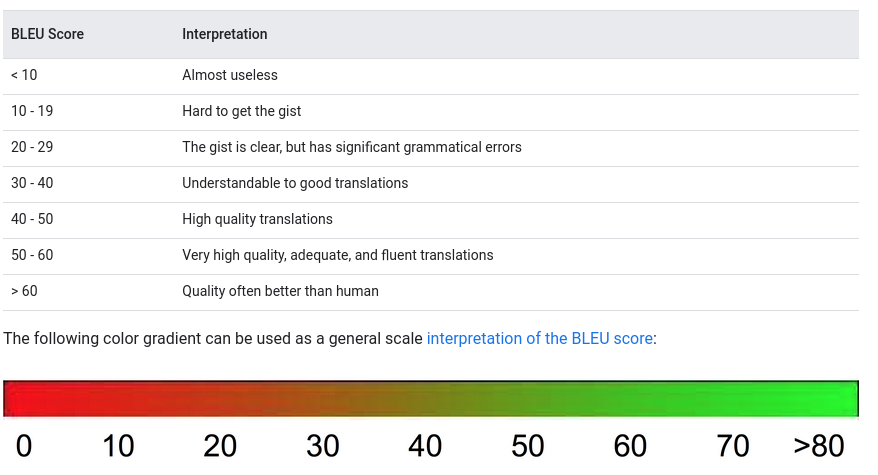 BLEU Score Interpretation
< 10 Almost useless
10 - 19 Hard to get the gist
20 - 29 The gist is clear, but has significant grammatical errors
30 - 40 Understandable to good translations
40 - 50 High quality translations
50 - 60 Very high quality, adequate, and fluent translations
> 60 Quality often better than human
The following color gradient can be used as a general scale interpretation of the BLEU score:
0 10 20 30 40 50 60 70 >80